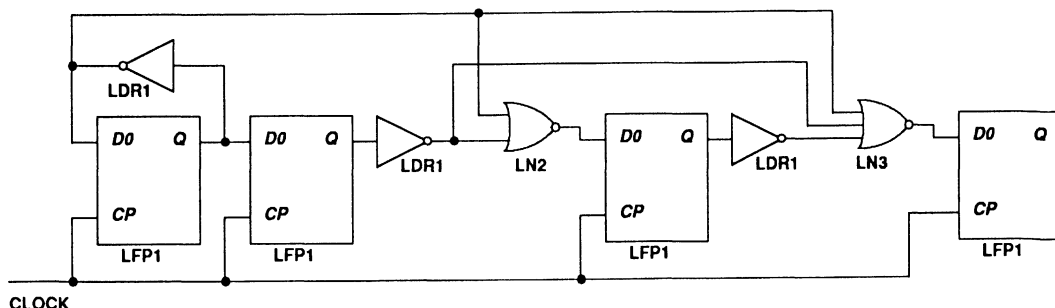 LDR1
D0 Q
CP
LFP1
D0 Q
CP
LFP1
LDR1
LN2
D0 Q
CP
LFP1
LDR1
LN3
D0 Q
CP
LFP1
CLOCK